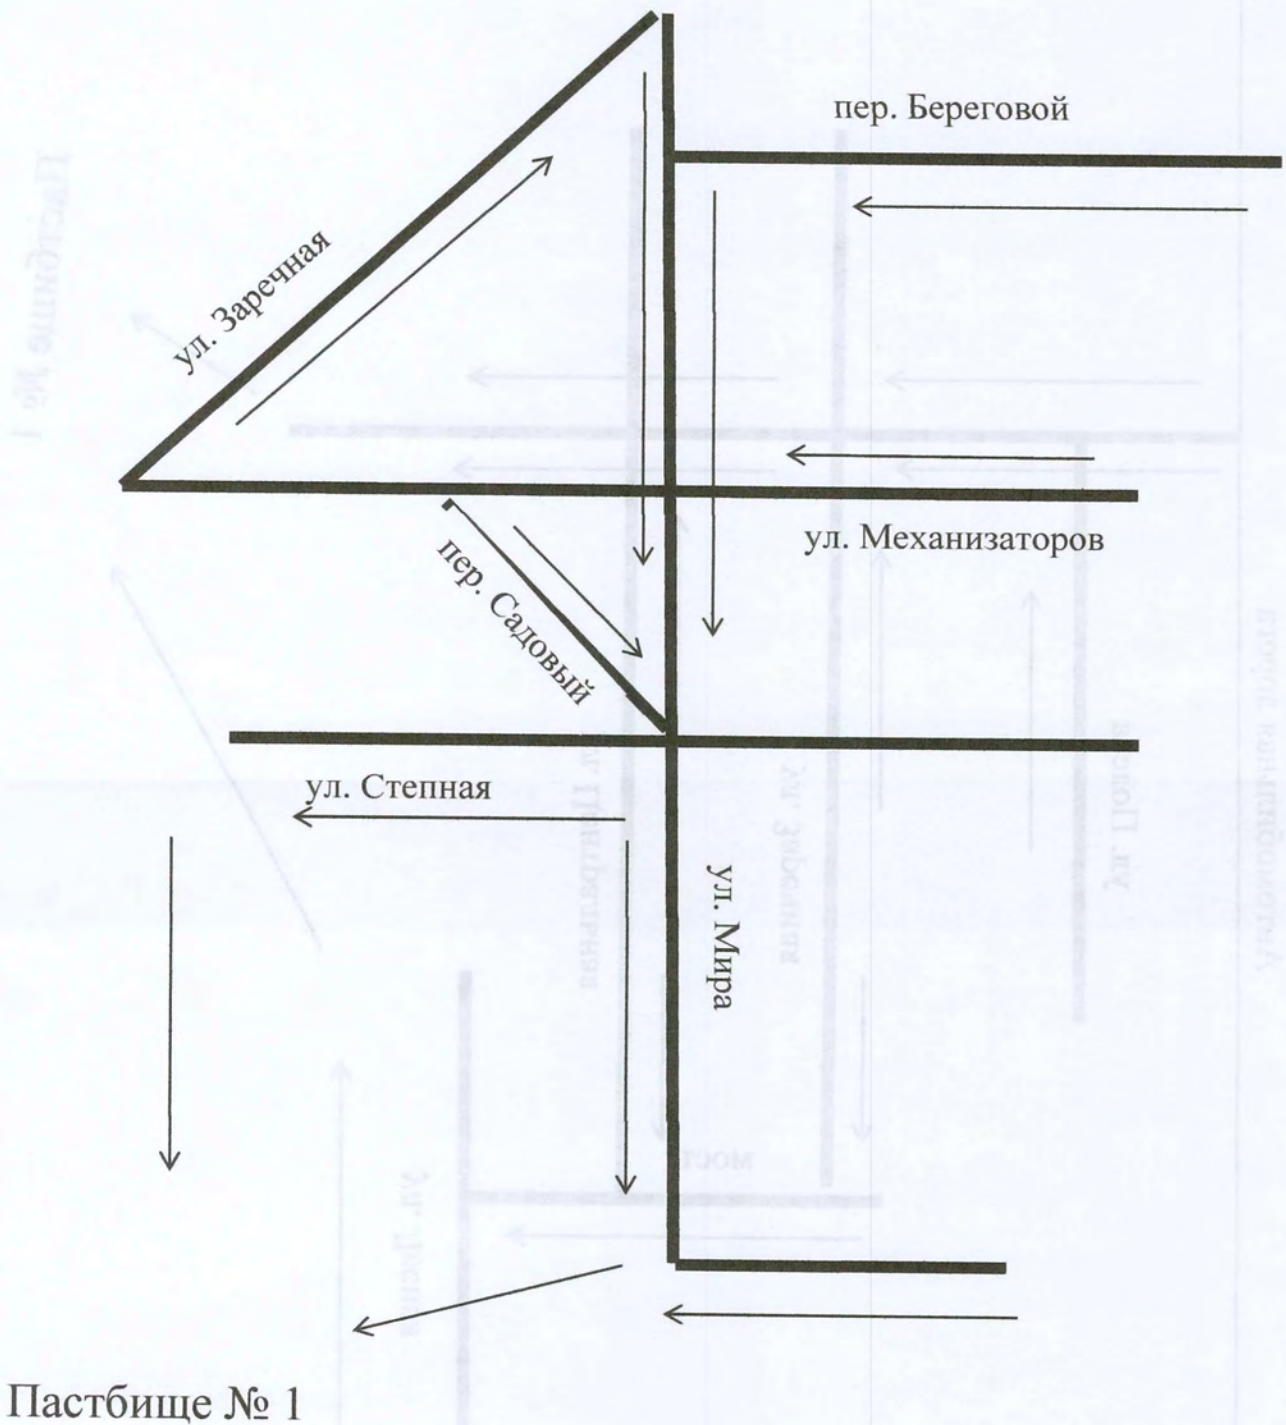 пер. Береговой
ул. Заречная
ул. Механизаторов
пер. Садовый
ул. Степная
ул. Мира
Пастбище № 1